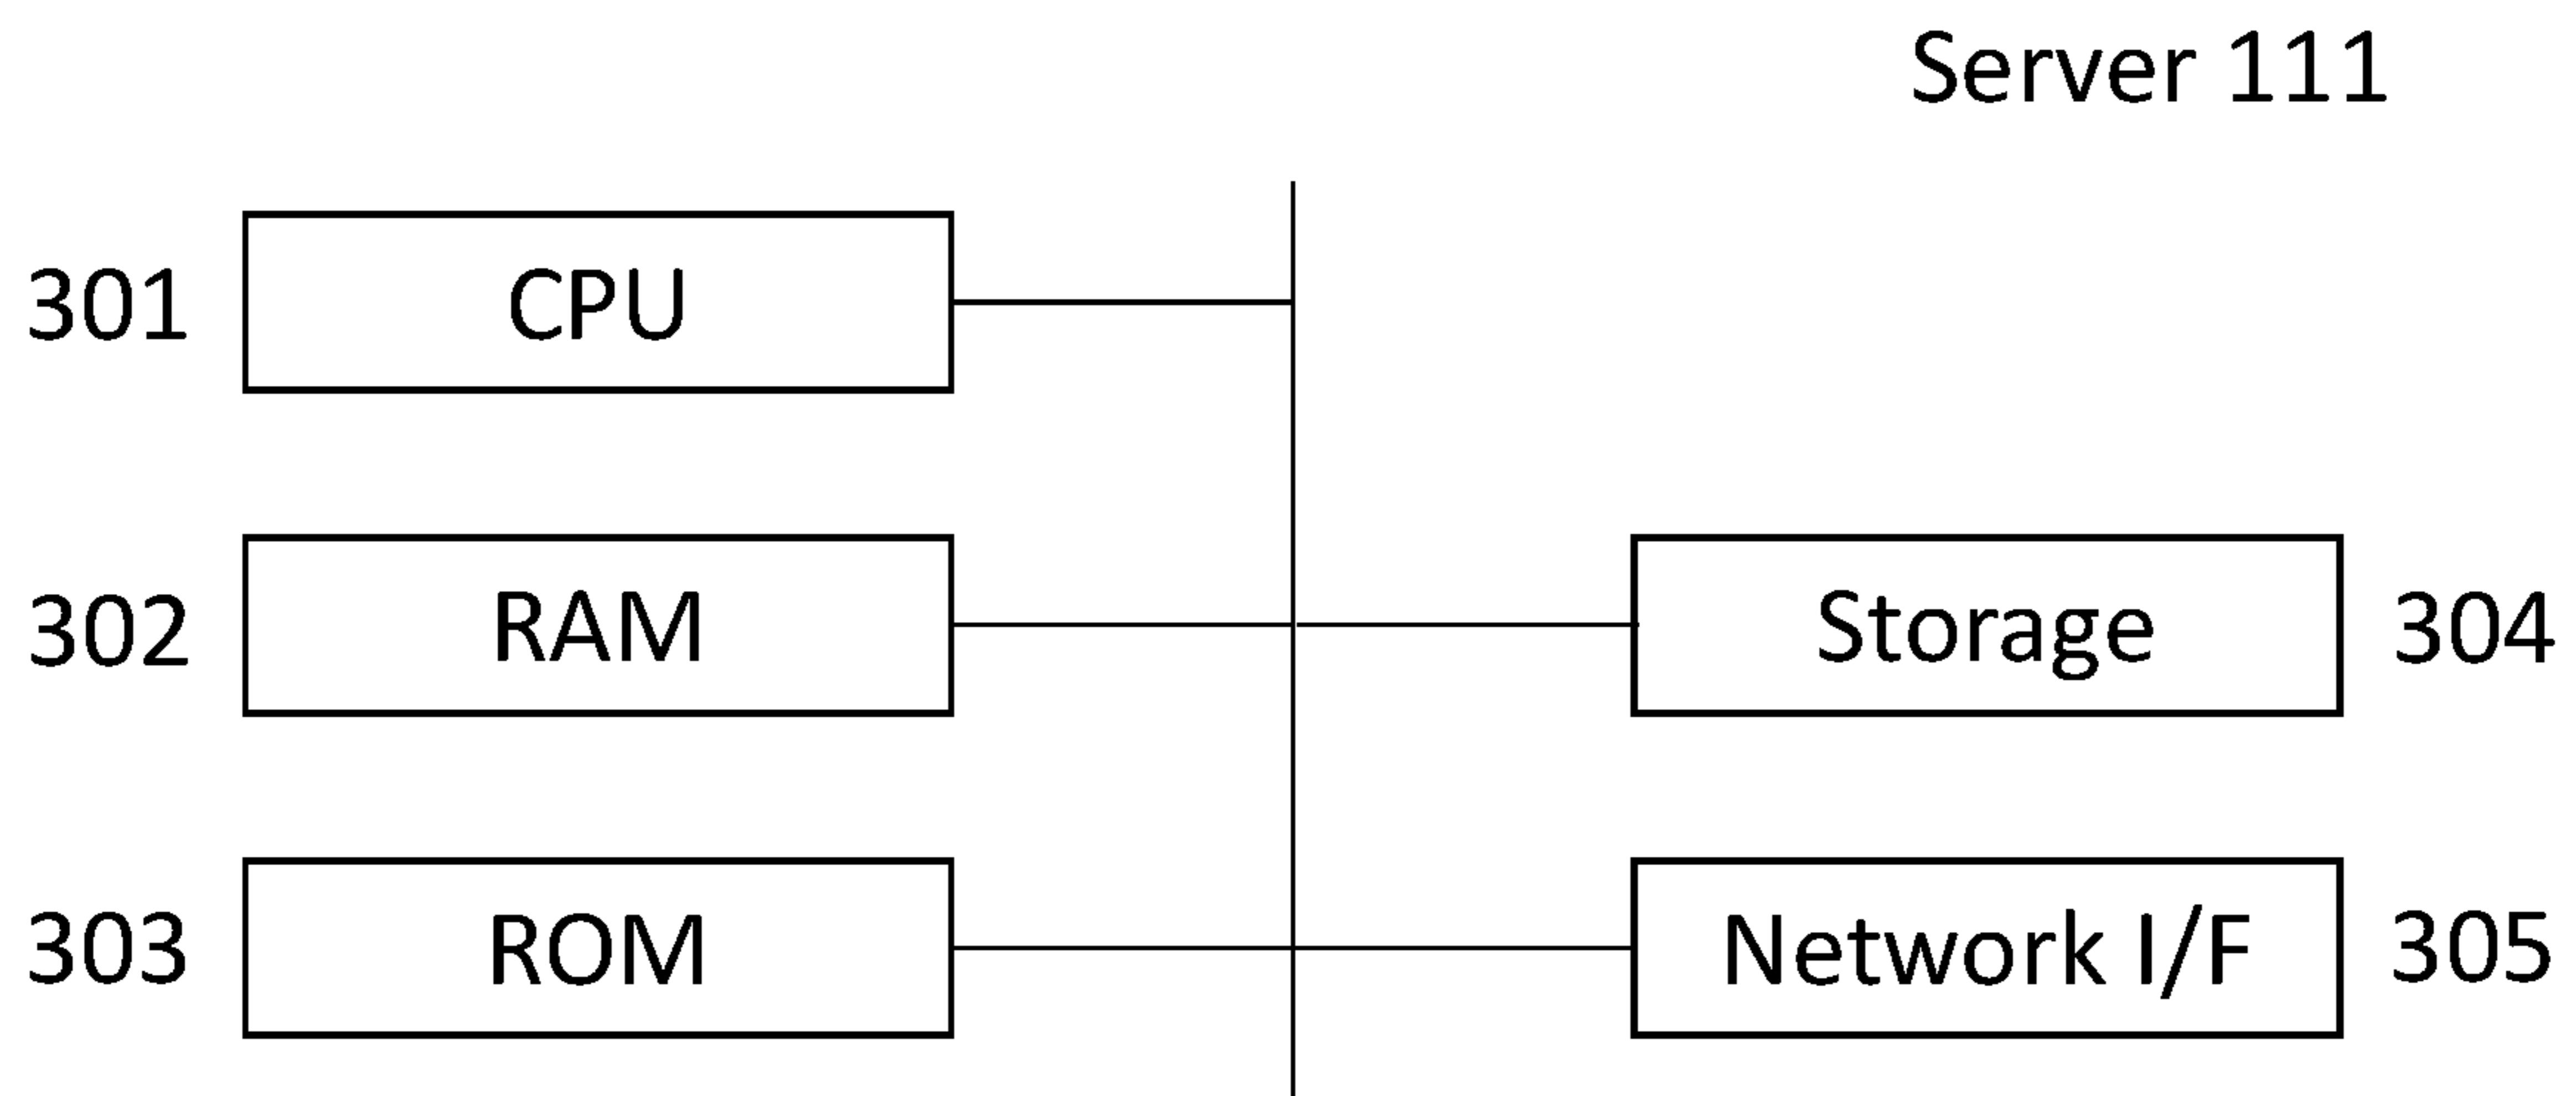 Server 111
301 CPU
302 RAM Storage 304
303 ROM Network I/F 305